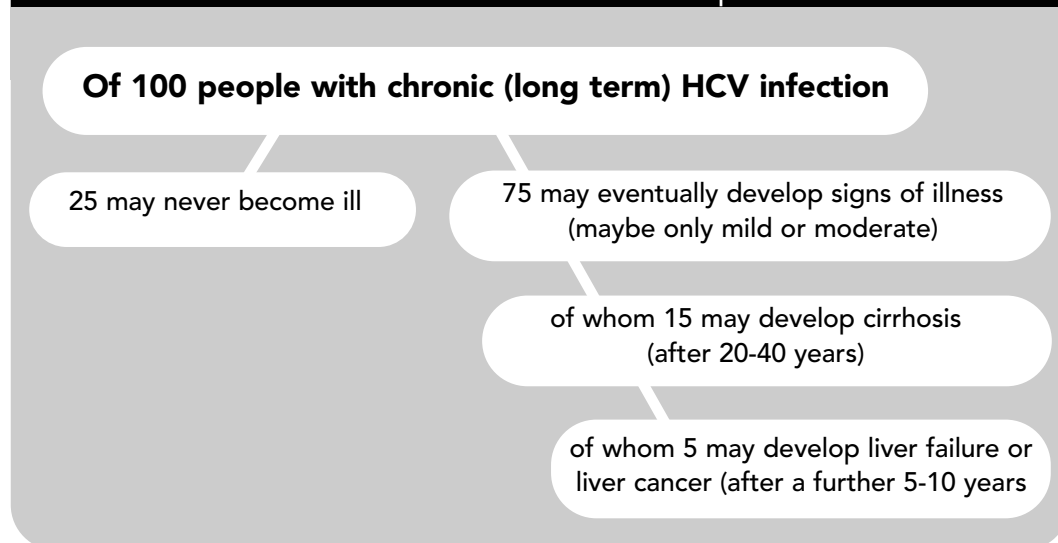 Of 100 people with chronic (long term) HCV infection
25 may never become ill
75 may eventually develop signs of illness
(maybe only mild or moderate)
of whom 15 may develop cirrhosis
(after 20-40 years)
of whom 5 may develop liver failure or
liver cancer (after a further 5-10 years